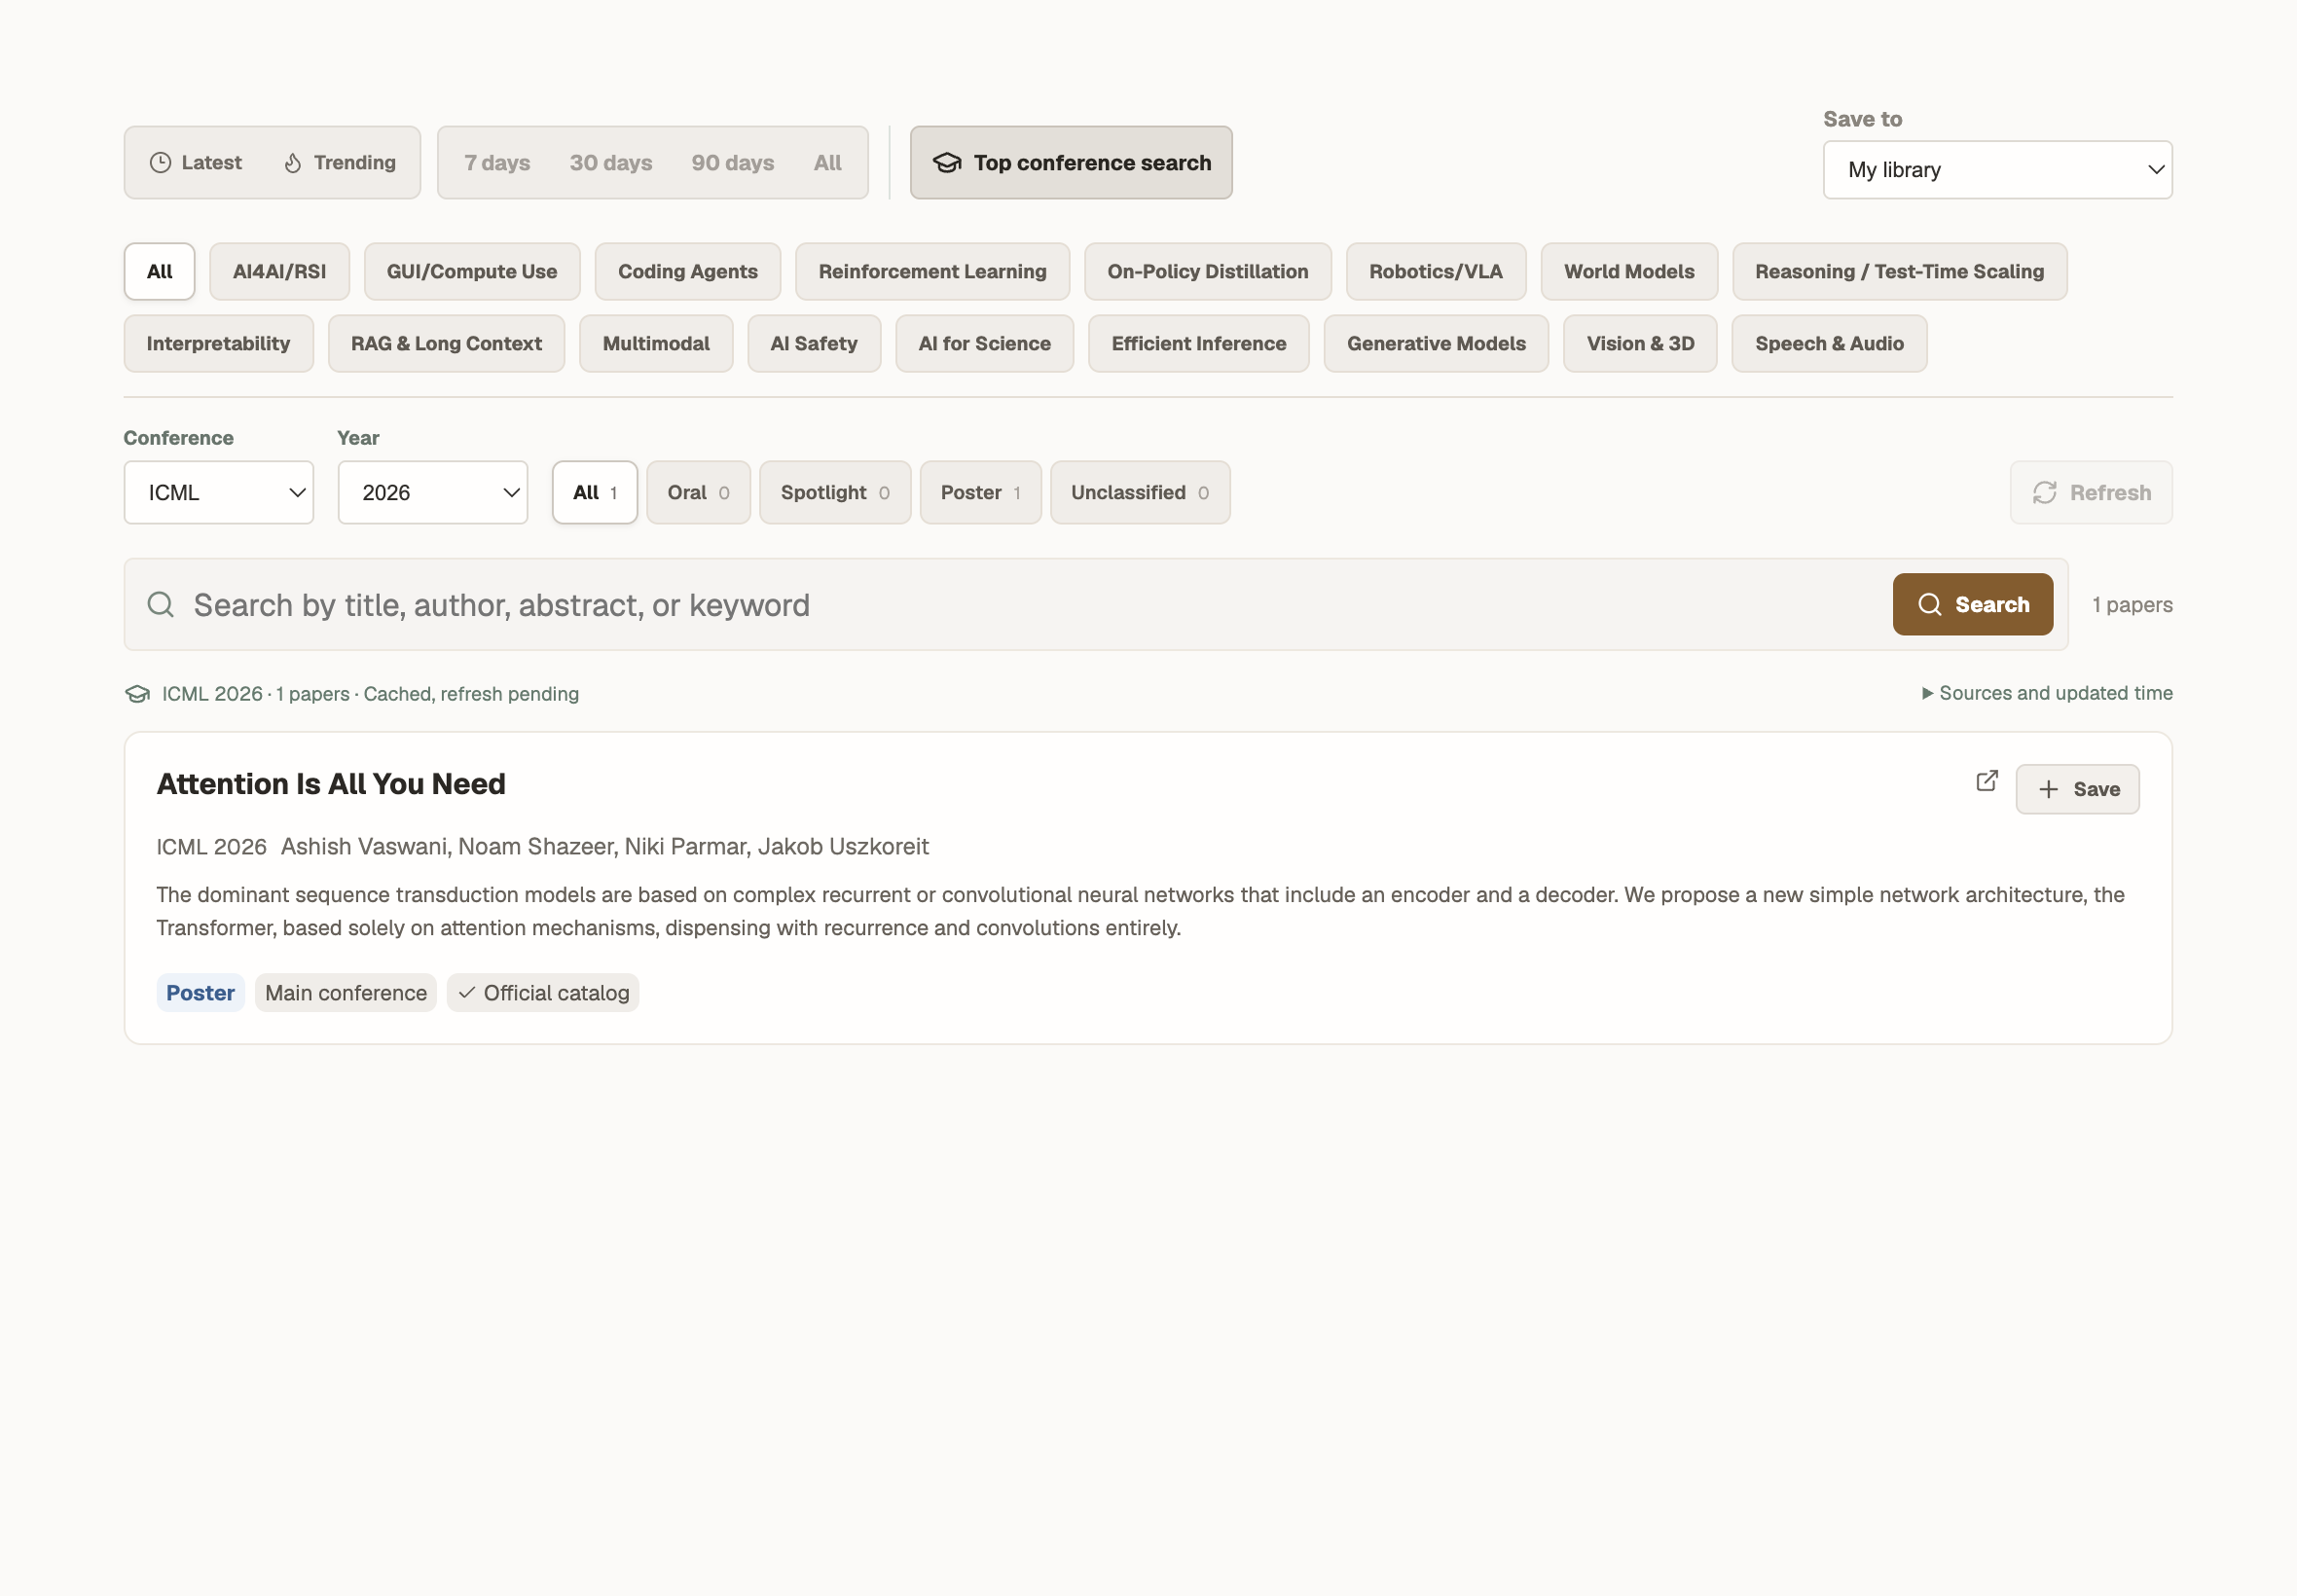 Save to
Latest Trending 7 days 30 days 90 days All Top conference search My library
All AI4AI/RSI GUI/Compute Use Coding Agents Reinforcement Learning On-Policy Distillation Robotics/VLA World Models Reasoning / Test-Time Scaling
Interpretability RAG & Long Context Multimodal AI Safety AI for Science Efficient Inference Generative Models Vision & 3D Speech & Audio
Conference Year
ICML 2026 All 1 Oral 0 Spotlight 0 Poster 1 Unclassified 0 Refresh
Search by title, author, abstract, or keyword Search 1 papers
ICML 2026 · 1 papers · Cached, refresh pending Sources and updated time
Attention Is All You Need Save
ICML 2026 Ashish Vaswani, Noam Shazeer, Niki Parmar, Jakob Uszkoreit
The dominant sequence transduction models are based on complex recurrent or convolutional neural networks that include an encoder and a decoder. We propose a new simple network architecture, the
Transformer, based solely on attention mechanisms, dispensing with recurrence and convolutions entirely.
Poster Main conference Official catalog